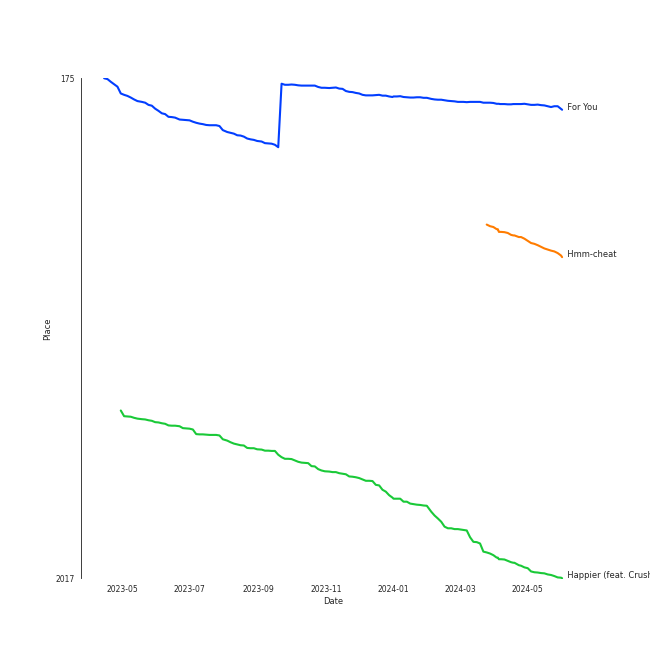 175
For You
Hmm-cheat
Place
Happier (feat. Crush
2017
2023-05 2023-07 2023-09 2023-11 2024-01 2024-03 2024-05
Date